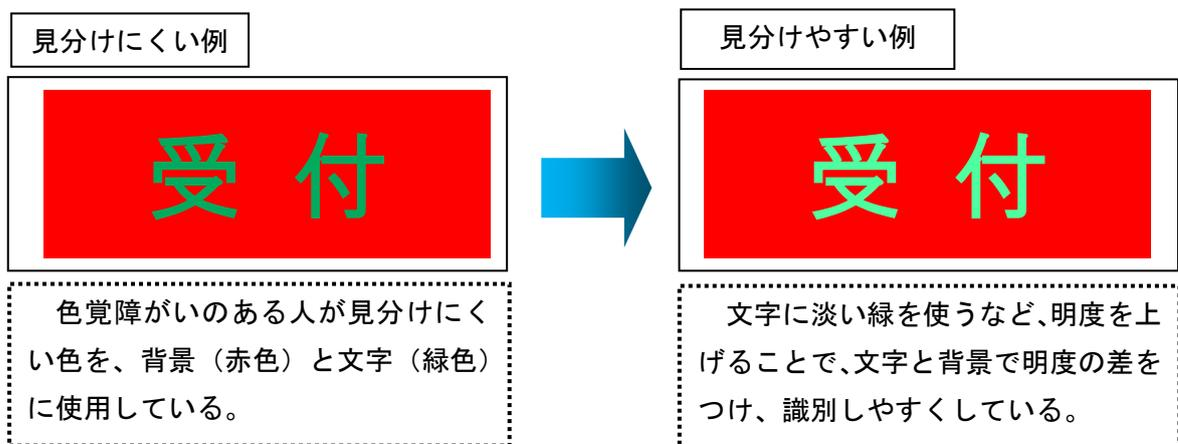 見分けにくい例
受 付
色覚障がいのある人が見分けにく
い色を、背景（赤色）と文字（緑色）
に使用している。
見分けやすい例
受 付
文字に淡い緑を使うなど、明度を上
げることで、文字と背景で明度の差を
つけ、識別しやすくしている。